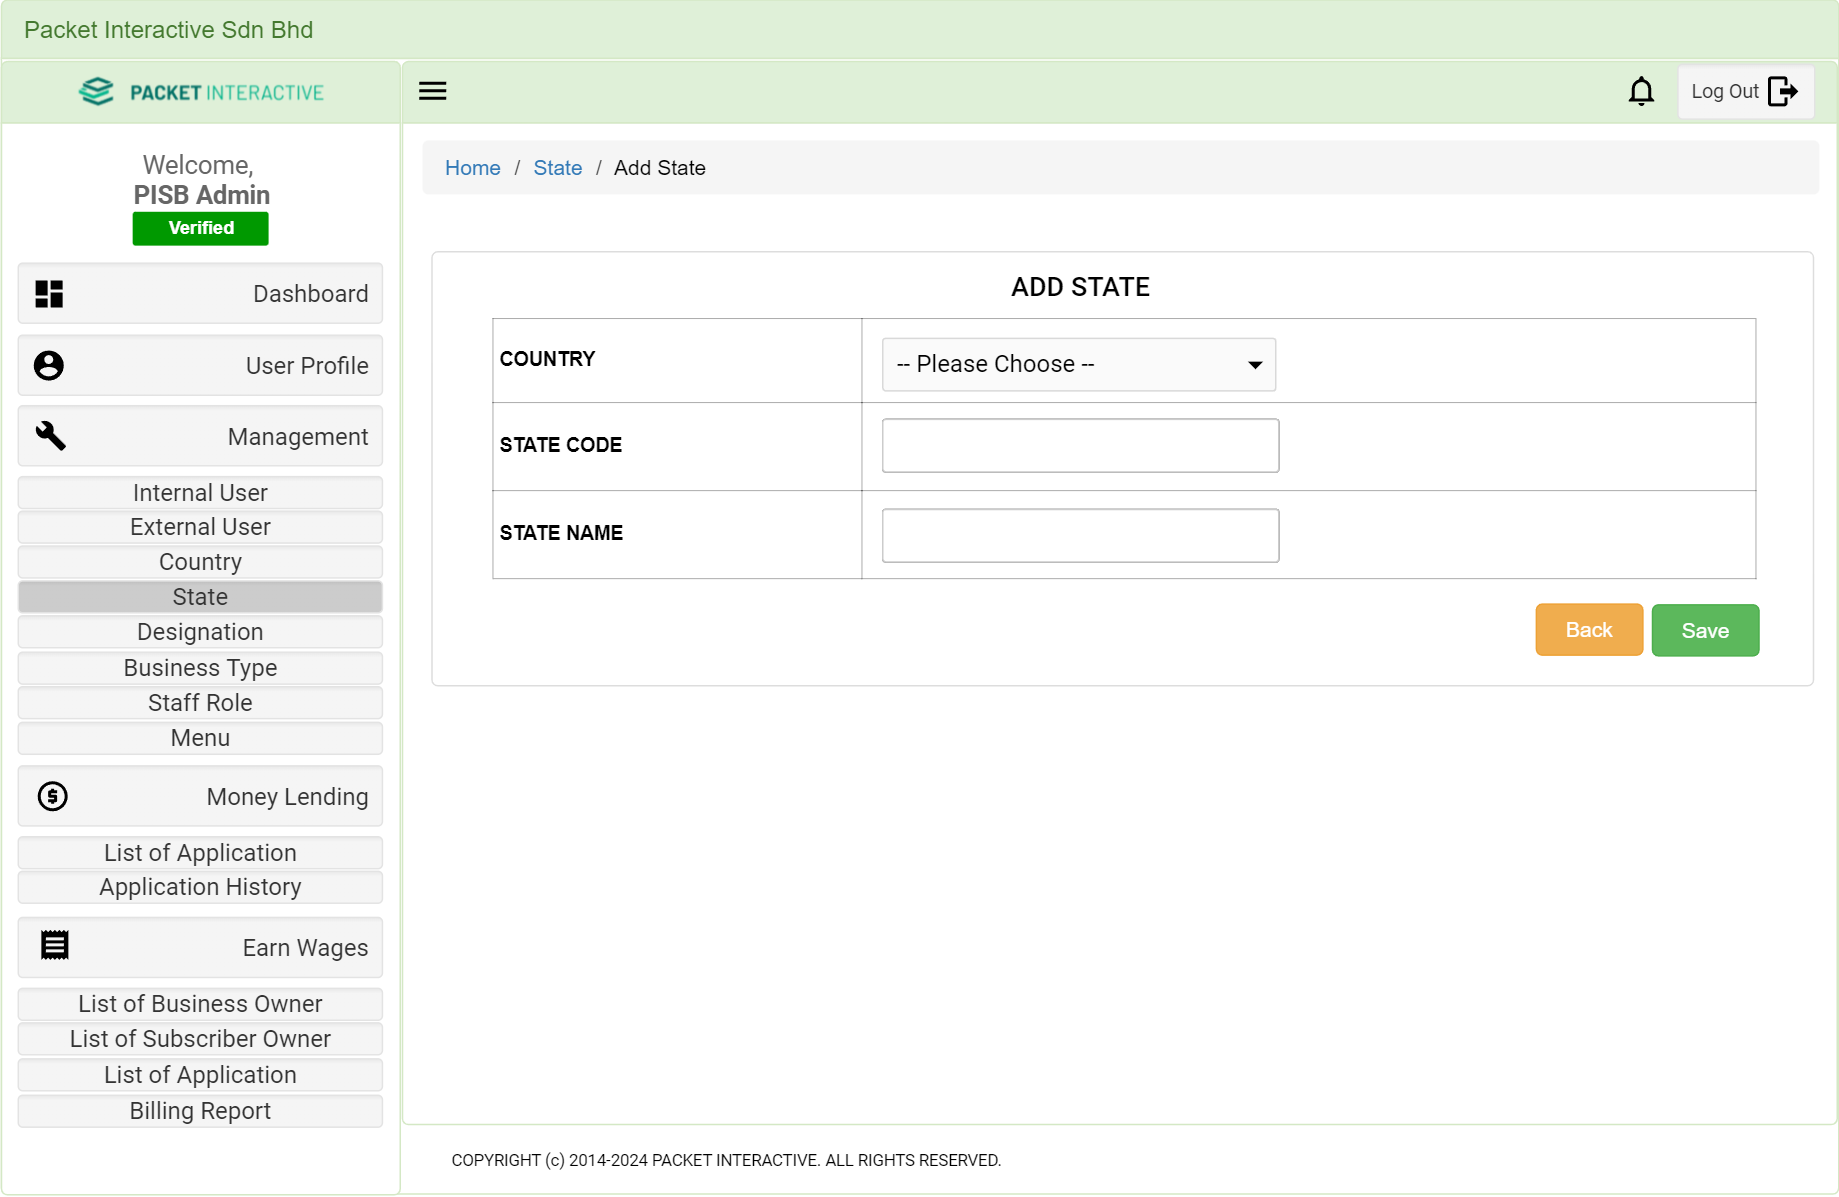 Packet Interactive Sdn Bhd
PACKET INTERACTIVE
Log Out
Welcome,
PISB Admin
Verified
Dashboard
User Profile
Management
Internal User
External User
Country
State
Designation
Business Type
Staff Role
Menu
Money Lending
List of Application
Application History
Earn Wages
List of Business Owner
List of Subscriber Owner
List of Application
Billing Report
Home / State / Add State
ADD STATE
COUNTRY
-- Please Choose --
STATE CODE
STATE NAME
Back
Save
COPYRIGHT (c) 2014-2024 PACKET INTERACTIVE. ALL RIGHTS RESERVED.